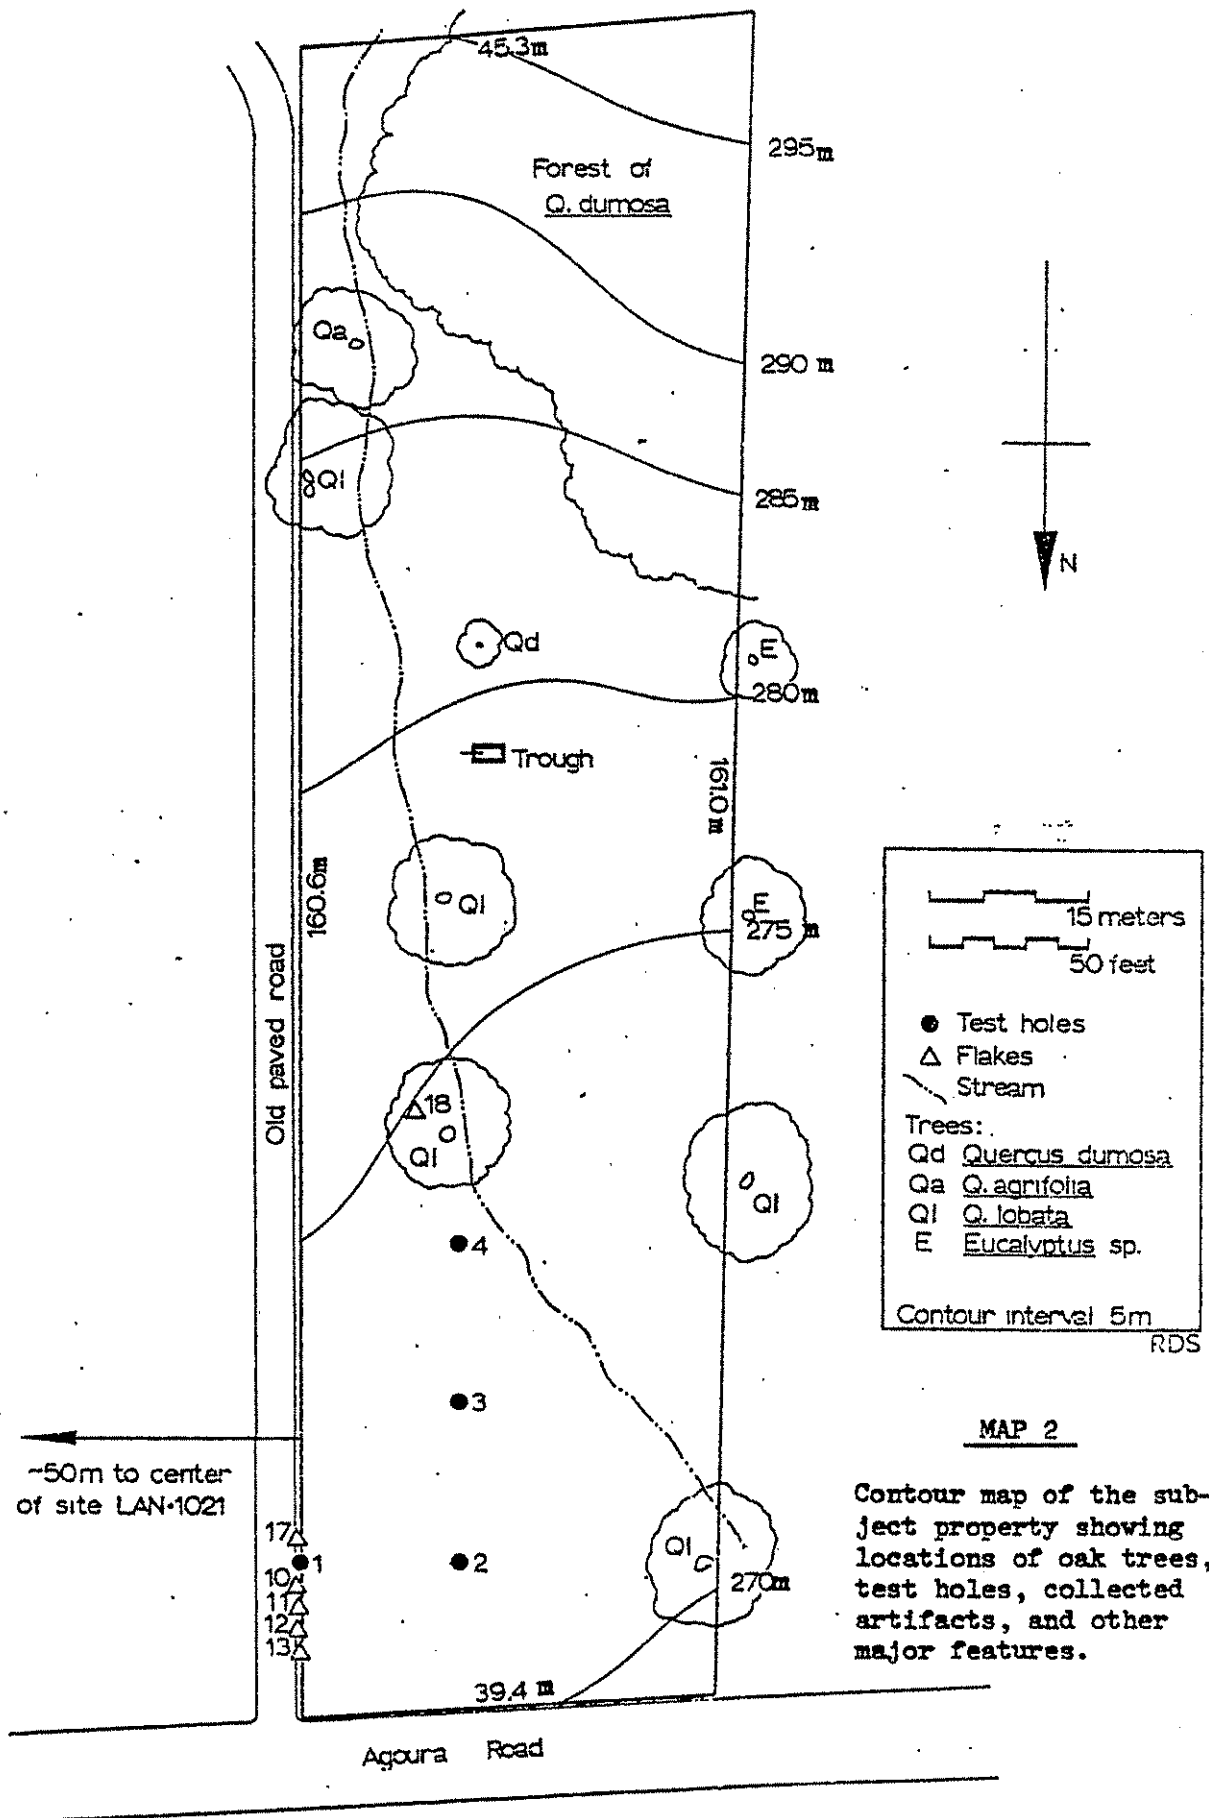 45.3m
295m
Forest of
Q. dumosa
Qa
290 m
Ql
285m
N
Qd
E
280m
Trough
161.0 m
160.6m
Ql
E
275 m
Old paved road
15 meters
50 feet
Test holes
Flakes
Stream
Trees:
Qd Quercus dumosa
Qa Q. agrifolia
Ql Q. lobata
E Eucalyptus sp.
Contour interval 5m
RDS
18
Ql
Ql
4
3
~50m to center
of site LAN-1021
17
1
2
10
11
12
13
Ql
270m
39.4 m
Agoura Road
MAP 2
Contour map of the sub-
ject property showing
locations of oak trees,
test holes, collected
artifacts, and other
major features.